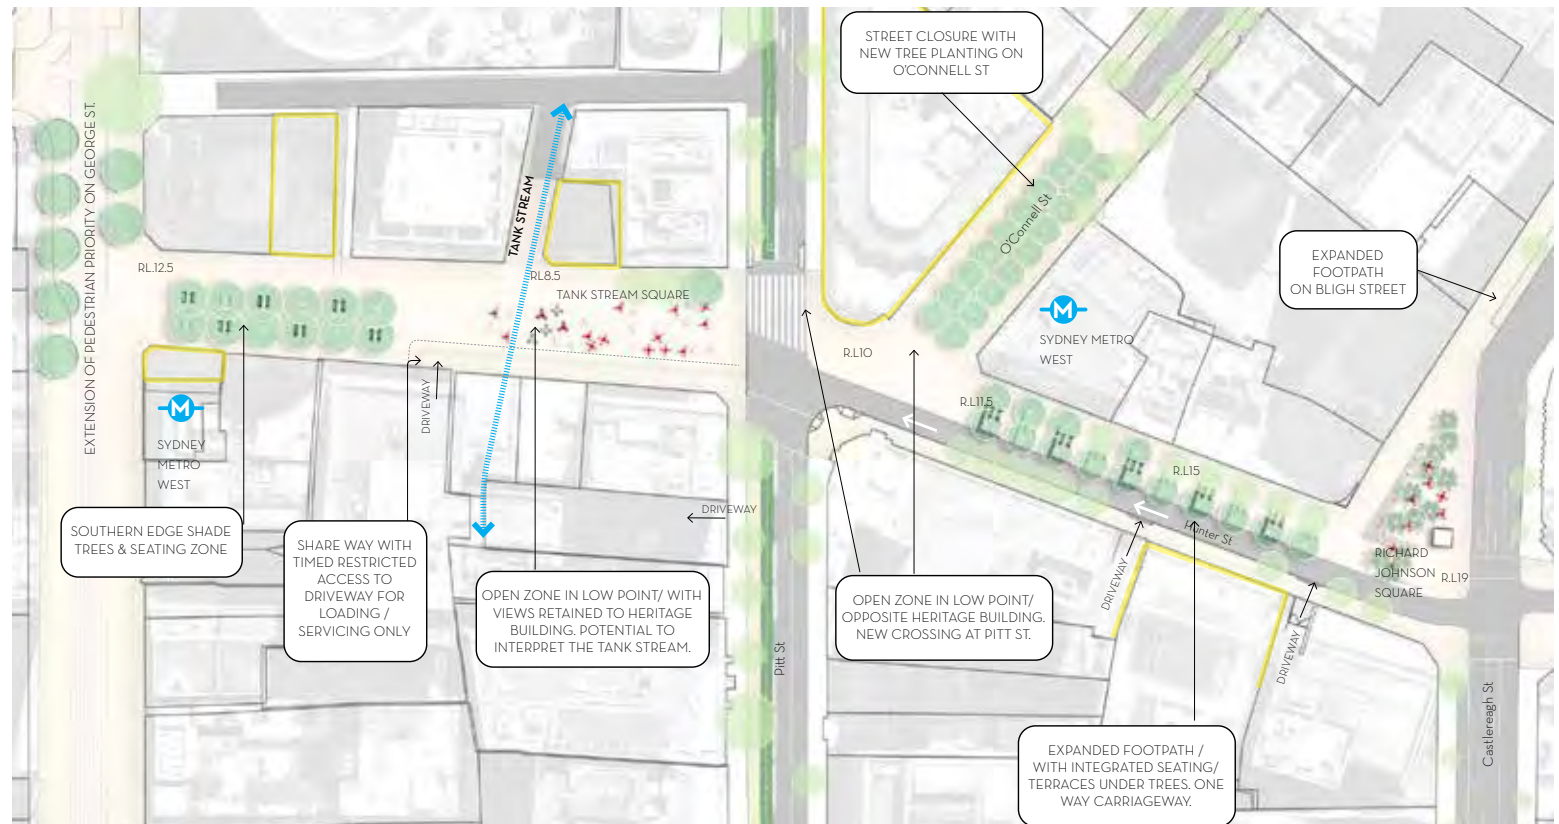 STREET CLOSURE WITH
NEW TREE PLANTING ON
O'CONNELL ST
EXTENSION OF PEDESTRIAN PRIORITY ON GEORGE ST.
TANK STREAM
O'Connell St
RL.12.5
RL8.5
TANK STREAM SQUARE
EXPANDED
FOOTPATH
ON BLIGH STREET
M
SYDNEY METRO
WEST
R.L10
DRIVEWAY
R.L11.5
M
SYDNEY
METRO
WEST
R.L15
DRIVEWAY
Hunter St
SOUTHERN EDGE SHADE
TREES & SEATING ZONE
SHARE WAY WITH
TIMED RESTRICTED
ACCESS TO
DRIVEWAY FOR
LOADING /
SERVICING ONLY
OPEN ZONE IN LOW POINT/ WITH
VIEWS RETAINED TO HERITAGE
BUILDING. POTENTIAL TO
INTERPRET THE TANK STREAM.
OPEN ZONE IN LOW POINT/
OPPOSITE HERITAGE BUILDING.
NEW CROSSING AT PITT ST.
DRIVEWAY
RICHARD
JOHNSON
SQUARE
R.L19
DRIVEWAY
Pitt St
Castlereagh St
EXPANDED FOOTPATH /
WITH INTEGRATED SEATING/
TERRACES UNDER TREES. ONE
WAY CARRIAGEWAY.